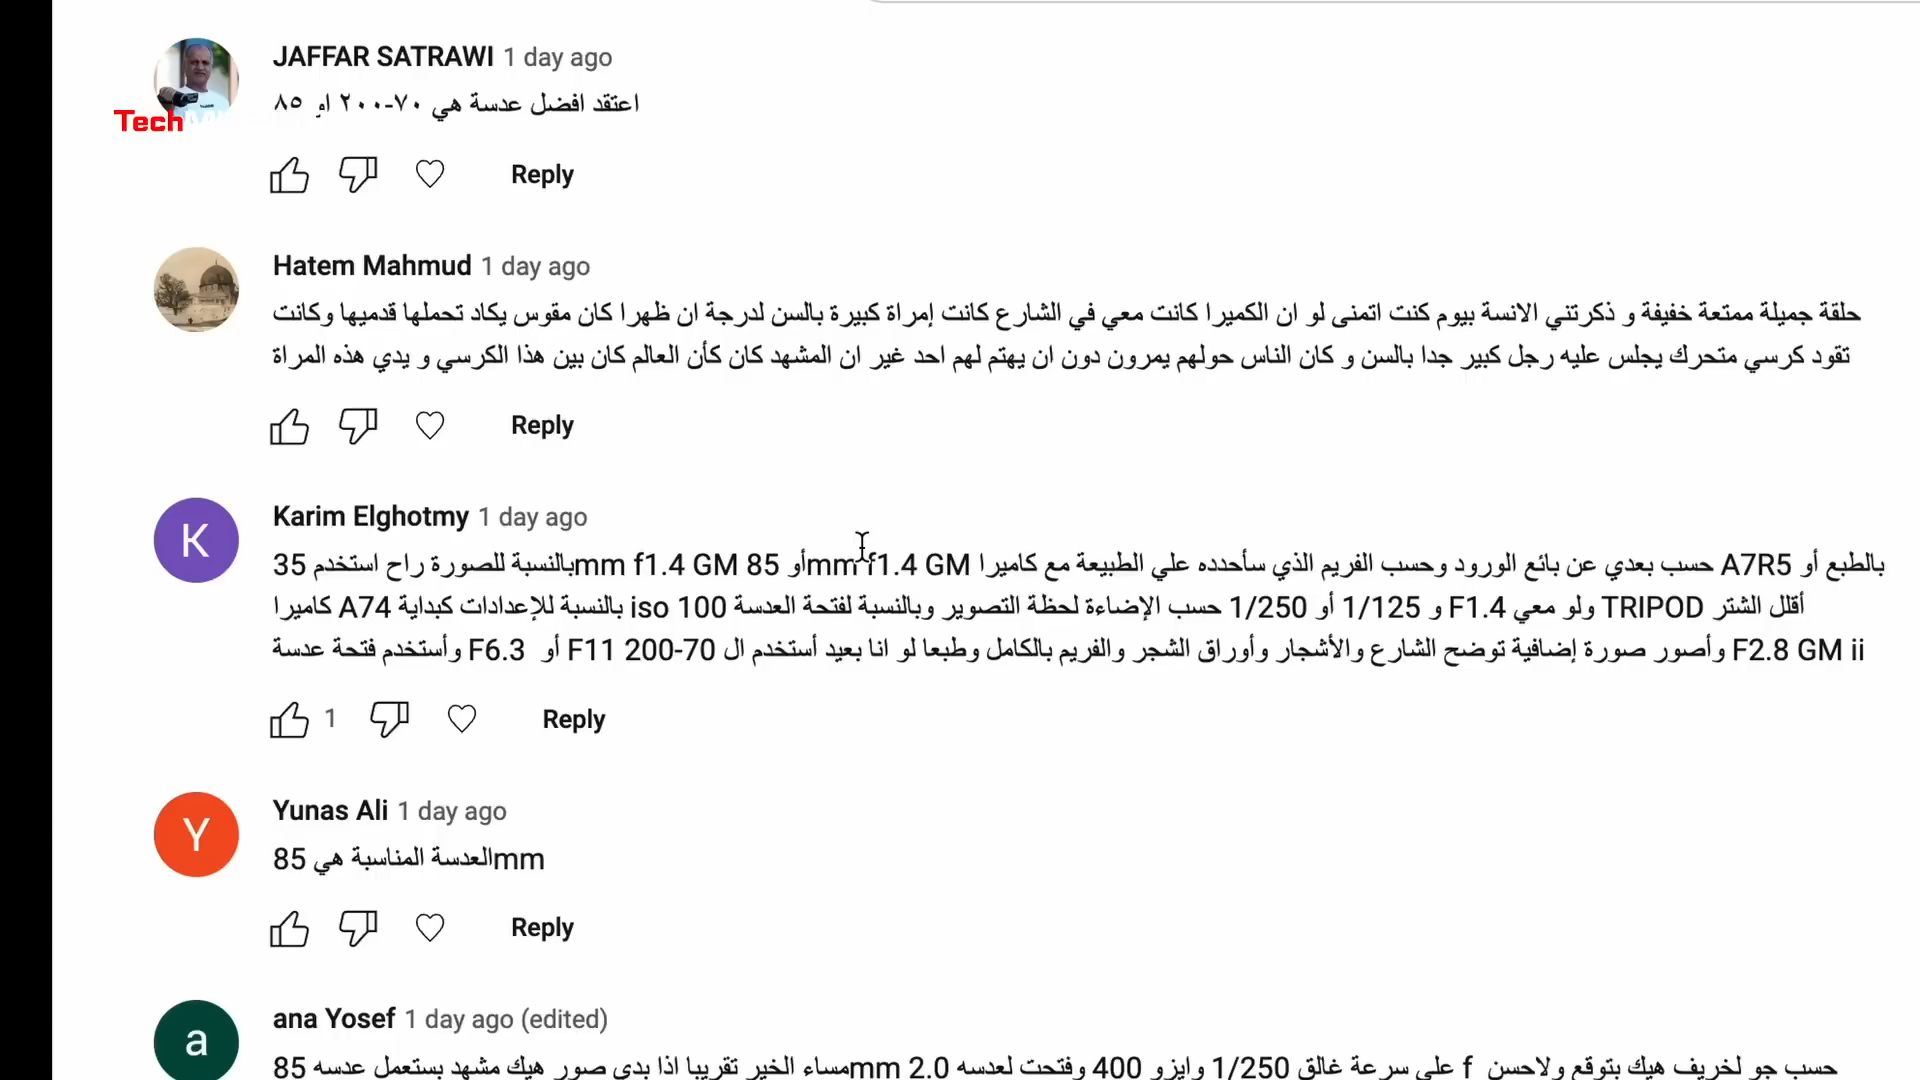 JAFFAR SATRAWI 1 day ago
Tech
اعتقد افضل عدسة هي ٧٠-٢٠٠ او ٨٥
Reply
Hatem Mahmud 1 day ago
حلقة جميلة ممتعة خفيفة و ذكرتني الانسة بيوم كنت اتمنى لو ان الكميرا كانت معي في الشارع كانت إمراة كبيرة بالسن لدرجة ان ظهرا كان مقوس يكاد تحملها قدميها وكانت
تقود كرسي متحرك يجلس عليه رجل كبير جدا بالسن و كان الناس حولهم يمرون دون ان يهتم لهم احد غير ان المشهد كان كأن العالم كان بين هذا الكرسي و يدي هذه المراة
Reply
K
Karim Elghotmy 1 day ago
بالنسبة للصورة راح استخدم 35mm f1.4 GM أو 85mm f1.4 GM حسب بعدي عن بائع الورود وحسب الفريم الذي سأحدده علي الطبيعة مع كاميرا A7R5 بالطبع أو
كاميرا A74 بالنسبة للإعدادات كبداية iso 100 حسب الإضاءة لحظة التصوير وبالنسبة لفتحة العدسة 1/250 أو 1/125 و F1.4 ولو معي TRIPOD أقلل الشتر
وأستخدم فتحة عدسة F6.3 أو F11 وأصور صورة إضافية توضح الشارع والأشجار وأوراق الشجر والفريم بالكامل وطبعا لو انا بعيد أستخدم ال 70-200 F2.8 GM ii
1
Reply
Y
Yunas Ali 1 day ago
العدسة المناسبة هي 85mm
Reply
a
ana Yosef 1 day ago (edited)
مساء الخير تقريبا اذا بدي صور هيك مشهد بستعمل عدسه 85mm وفتحت لعدسه 2.0 f على سرعة غالق 1/250 وايزو 400 حسب جو لخريف هيك بتوقع ولاحسن